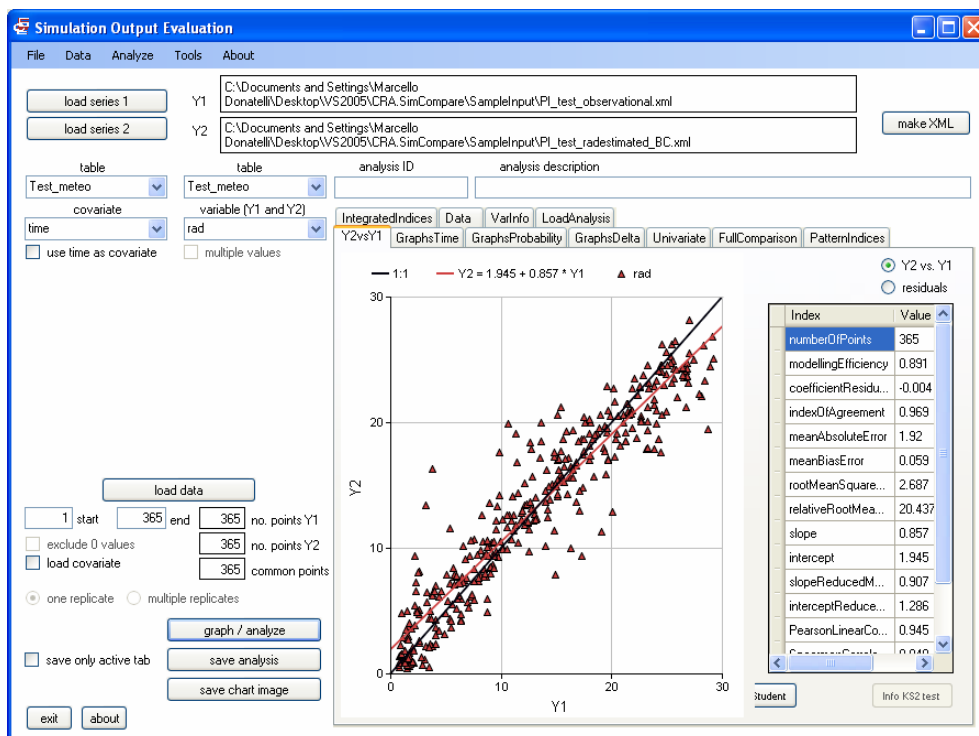 Simulation Output Evaluation
File Data Analyze Tools About
load series 1
Y1
C:\Documents and Settings\Marcello
Donatelli\Desktop\VS2005\CRA.SimCompare\SampleInput\PI_test_observational.xml
load series 2
Y2
C:\Documents and Settings\Marcello
Donatelli\Desktop\VS2005\CRA.SimCompare\SampleInput\PI_test_radestimated_BC.xml
make XML
table table analysis ID analysis description
Test_meteo Test_meteo
covariate variable (Y1 and Y2)
time rad
use time as covariate multiple values
IntegratedIndices Data VarInfo LoadAnalysis
Y2vsY1 GraphsTime GraphsProbability GraphsDelta Univariate FullComparison PatternIndices
1:1 Y2 = 1.945 + 0.857 * Y1 rad
Y2 vs. Y1
residuals
30
20
10
0
Y2
0 10 20 30
Y1
Index Value
numberOfPoints 365
modellingEfficiency 0.891
coefficientResidu... -0.004
indexOfAgreement 0.969
meanAbsoluteError 1.92
meanBiasError 0.059
rootMeanSquare... 2.687
relativeRootMea... 20.437
slope 0.857
intercept 1.945
slopeReducedM... 0.907
interceptReduce... 1.286
PearsonLinearCo... 0.945
load data
1 start 365 end 365 no. points Y1
exclude 0 values 365 no. points Y2
load covariate 365 common points
one replicate multiple replicates
graph / analyze
save only active tab save analysis
save chart image
exit about
Student Info KS2 test